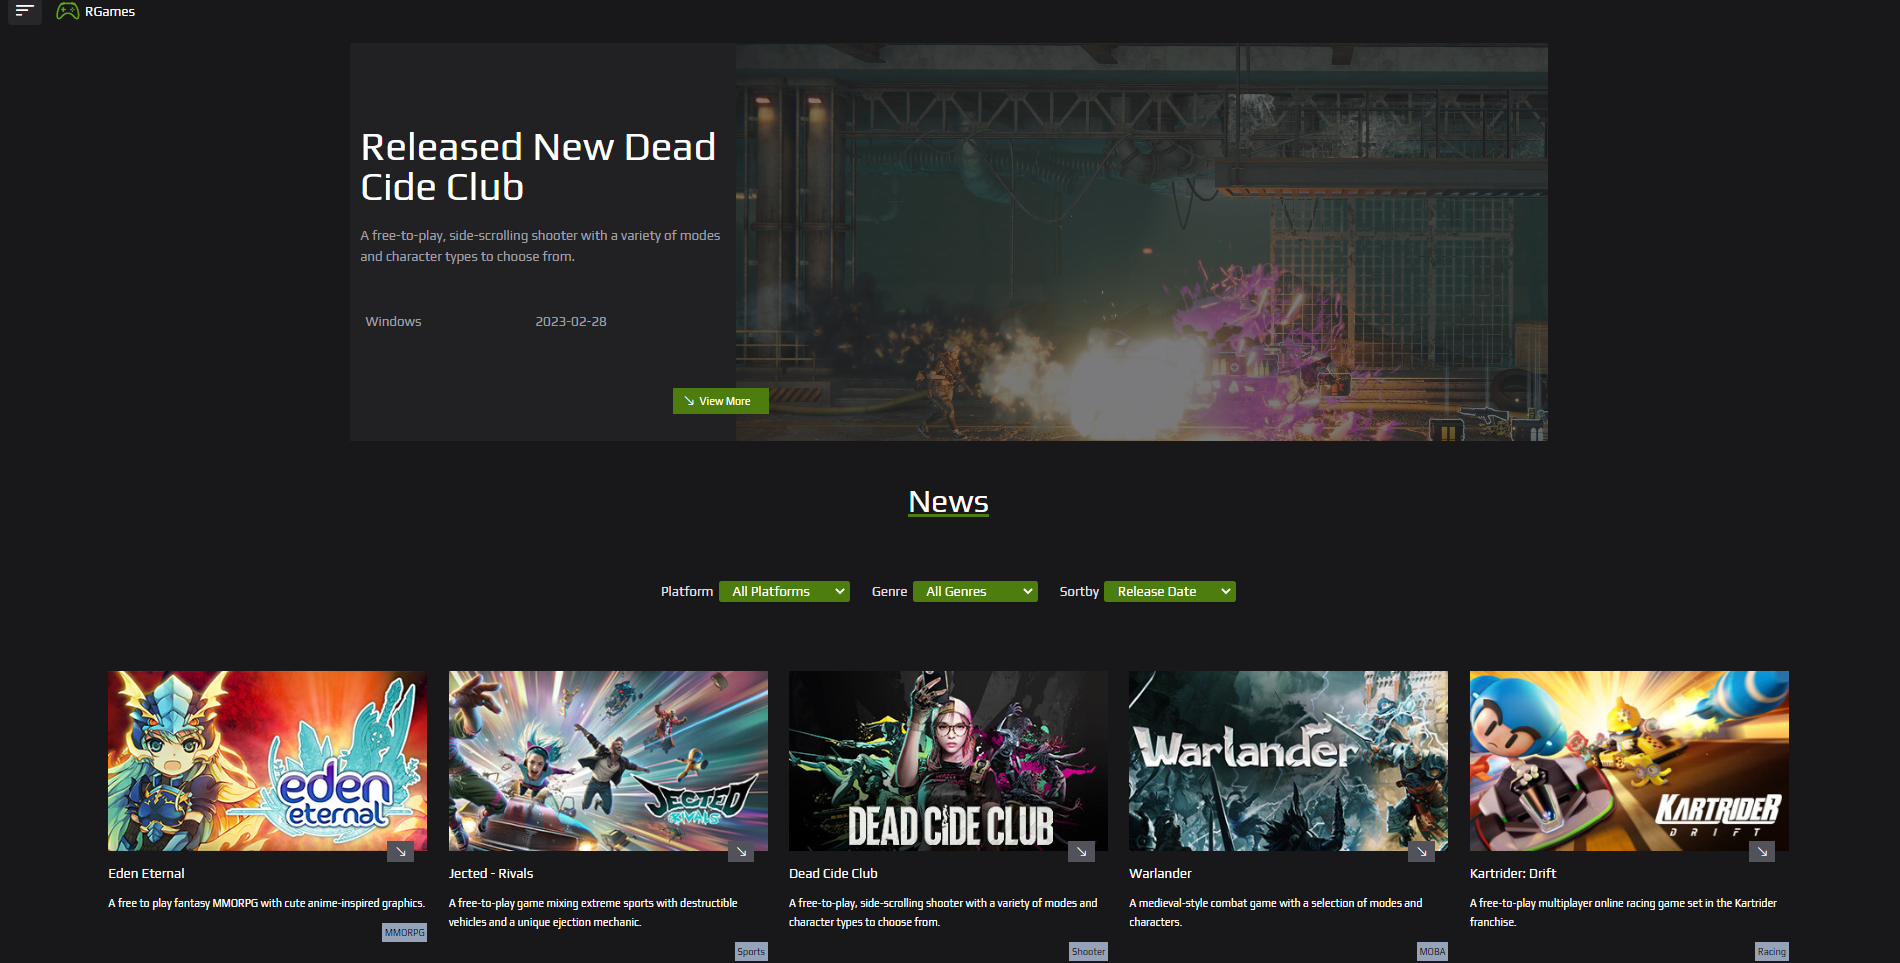 RGames
Released New Dead
Cide Club
A free-to-play, side-scrolling shooter with a variety of modes
and character types to choose from.
Windows 2023-02-28
View More
News
Platform All Platforms Genre All Genres Sortby Release Date
eden
eternal
JECTED
RIVALS
DEAD CIDE CLUB
Warlander
KARTRIDER
DRIFT
Eden Eternal
A free to play fantasy MMORPG with cute anime-inspired graphics.
MMORPG
Jected - Rivals
A free-to-play game mixing extreme sports with destructible
vehicles and a unique ejection mechanic.
Sports
Dead Cide Club
A free-to-play, side-scrolling shooter with a variety of modes and
character types to choose from.
Shooter
Warlander
A medieval-style combat game with a selection of modes and
characters.
MOBA
Kartrider: Drift
A free-to-play multiplayer online racing game set in the Kartrider
franchise.
Racing